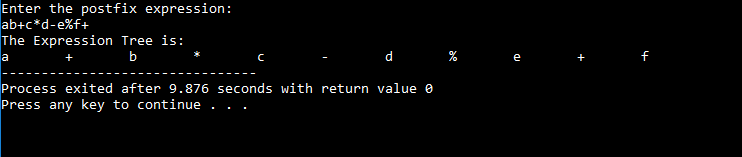 Enter the postfix expression:
ab+c*d-e%f+
The Expression Tree is:
a + b * c - d % e + f
--------------------------------
Process exited after 9.876 seconds with return value 0
Press any key to continue . . .